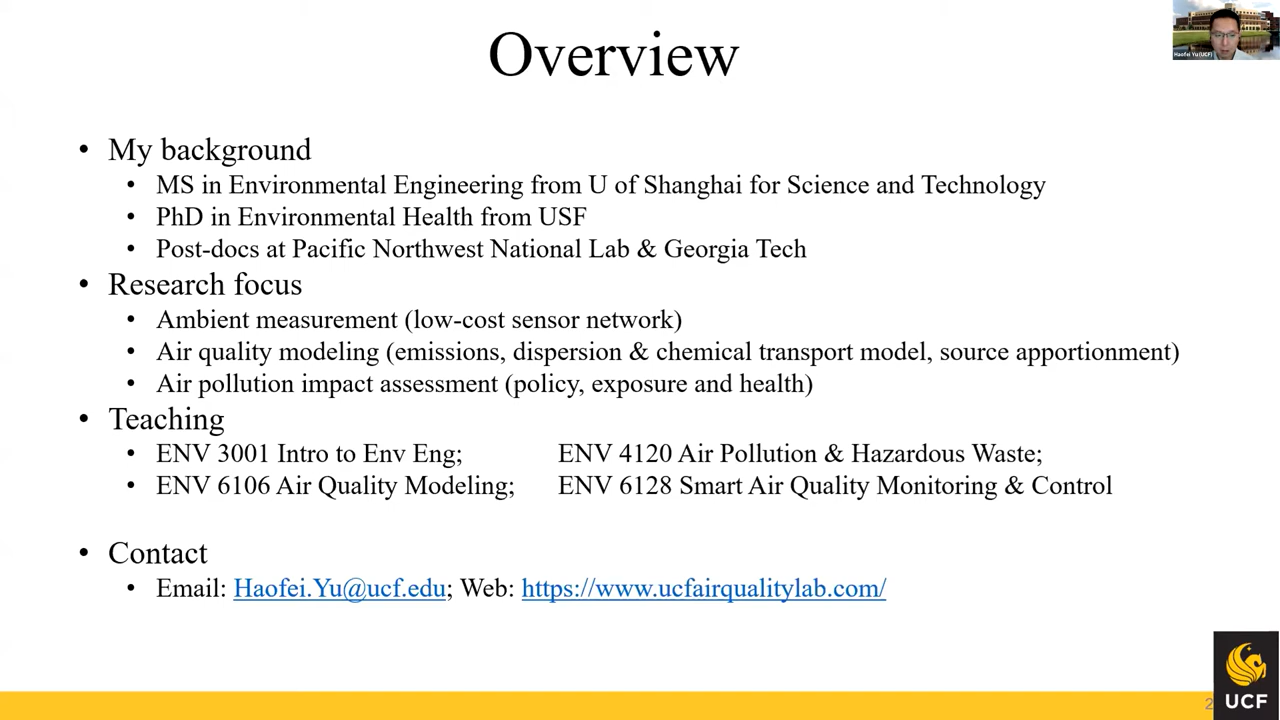 Overview
Haofei Yu (UCF)
• My background
• MS in Environmental Engineering from U of Shanghai for Science and Technology
• PhD in Environmental Health from USF
• Post-docs at Pacific Northwest National Lab & Georgia Tech
• Research focus
• Ambient measurement (low-cost sensor network)
• Air quality modeling (emissions, dispersion & chemical transport model, source apportionment)
• Air pollution impact assessment (policy, exposure and health)
• Teaching
• ENV 3001 Intro to Env Eng; ENV 4120 Air Pollution & Hazardous Waste;
• ENV 6106 Air Quality Modeling; ENV 6128 Smart Air Quality Monitoring & Control
• Contact
• Email: Haofei.Yu@ucf.edu; Web: https://www.ucfairqualitylab.com/
2
UCF